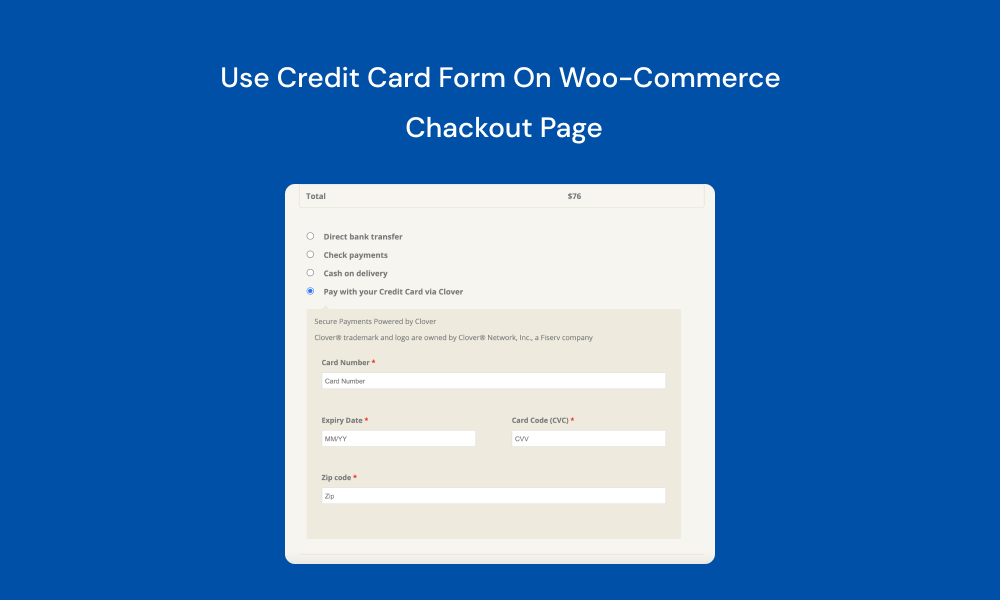 Use Credit Card Form On Woo-Commerce
Chackout Page
Total $76
Direct bank transfer
Check payments
Cash on delivery
Pay with your Credit Card via Clover
Secure Payments Powered by Clover
Clover® trademark and logo are owned by Clover® Network, Inc., a Fiserv company
Card Number *
Card Number
Expiry Date * Card Code (CVC) *
MM/YY CVV
Zip code *
Zip